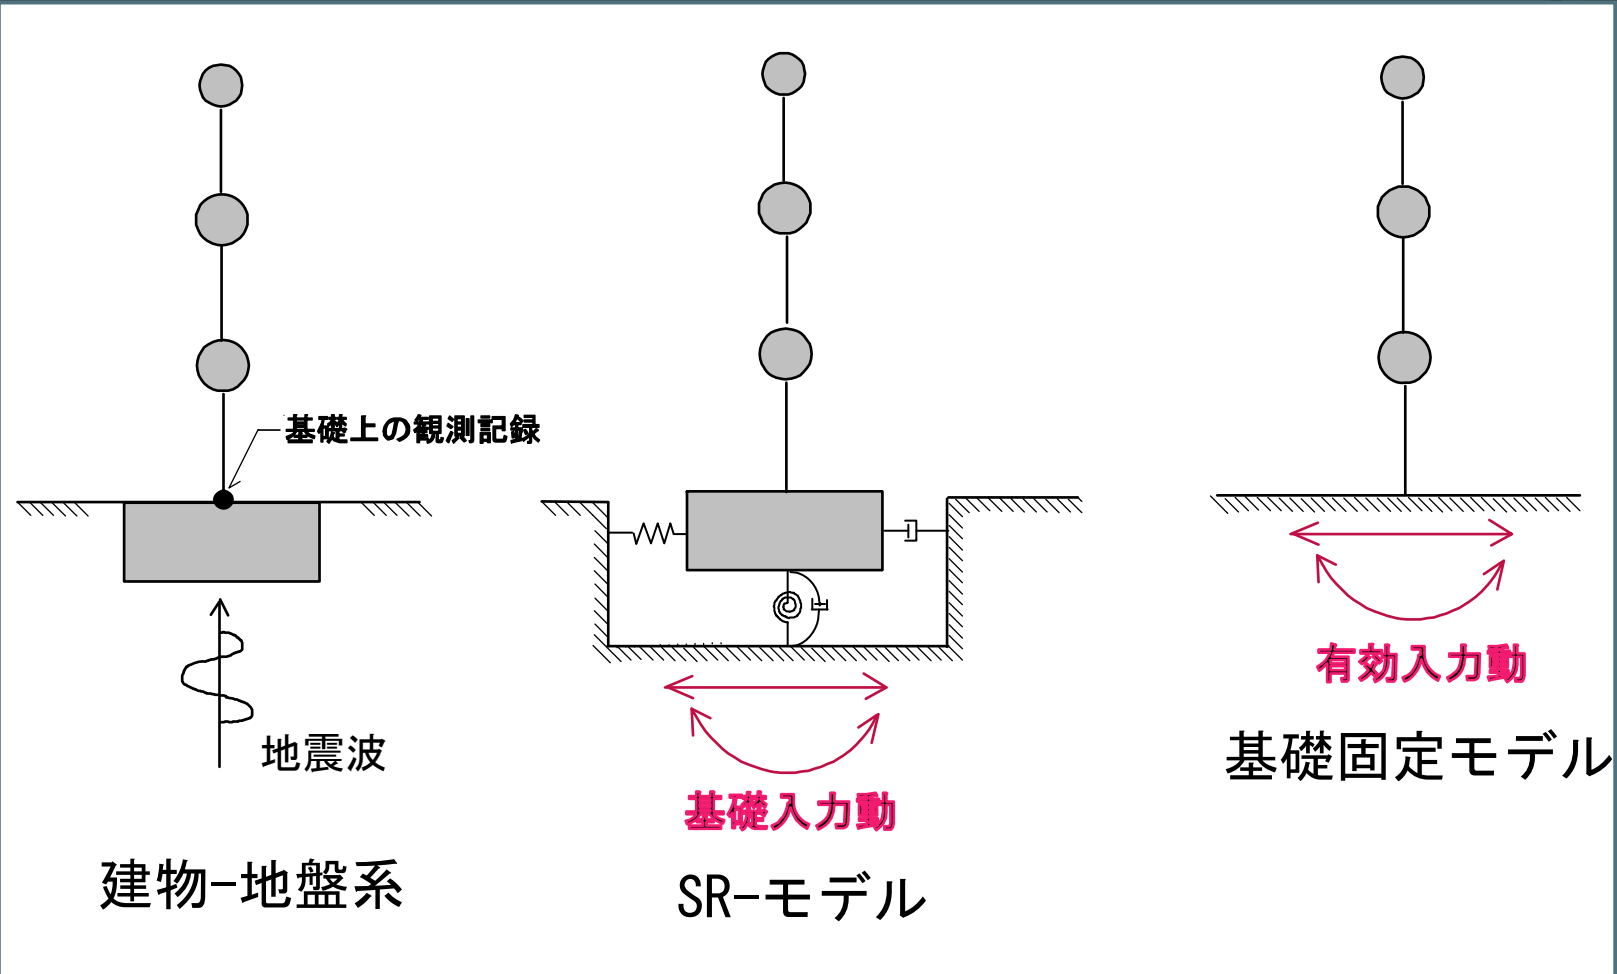 基礎上の観測記録
地震波
建物-地盤系
基礎入力動
SR-モデル
有効入力動
基礎固定モデル